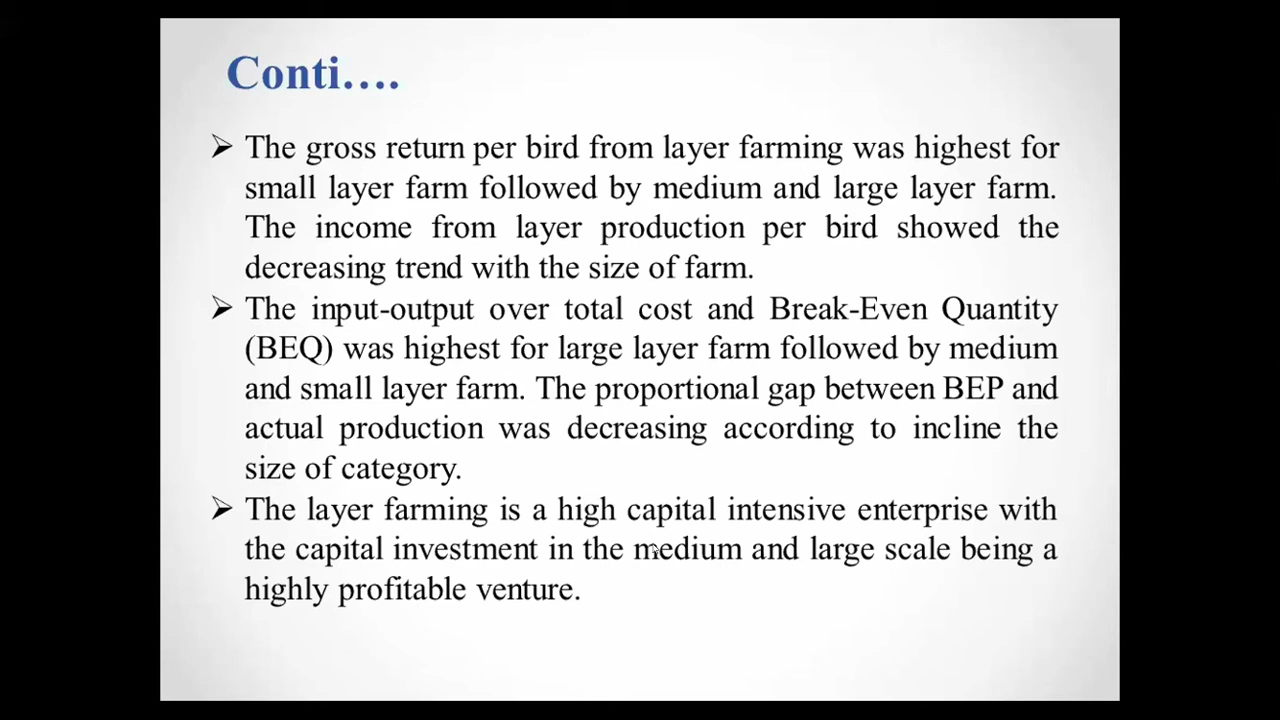 Conti….
➢ The gross return per bird from layer farming was highest for
small layer farm followed by medium and large layer farm.
The income from layer production per bird showed the
decreasing trend with the size of farm.
➢ The input-output over total cost and Break-Even Quantity
(BEQ) was highest for large layer farm followed by medium
and small layer farm. The proportional gap between BEP and
actual production was decreasing according to incline the
size of category.
➢ The layer farming is a high capital intensive enterprise with
the capital investment in the medium and large scale being a
highly profitable venture.